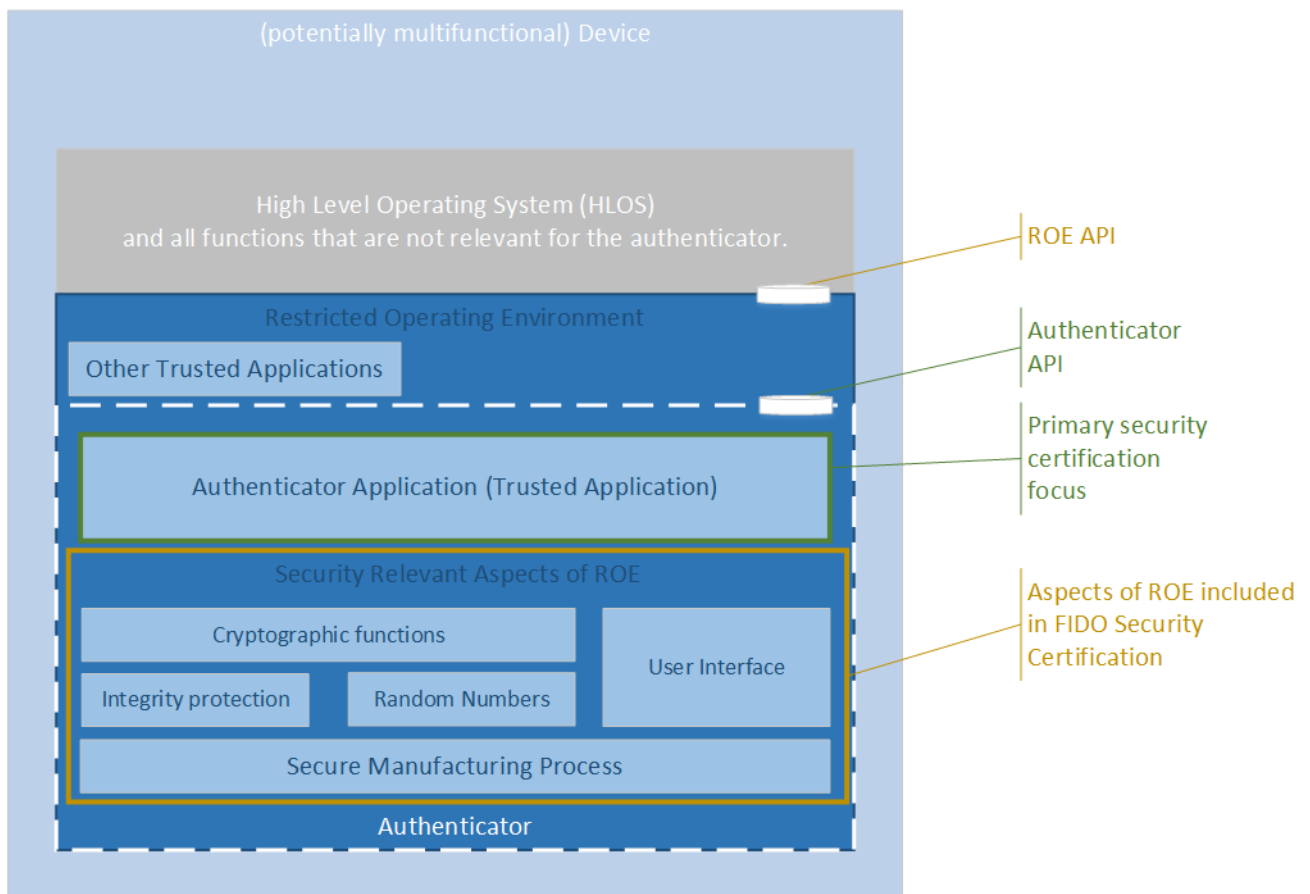 (potentially multifunctional) Device
High Level Operating System (HLOS)
and all functions that are not relevant for the authenticator.
ROE API
Restricted Operating Environment
Other Trusted Applications
Authenticator
API
Primary security
certification
focus
Authenticator Application (Trusted Application)
Security Relevant Aspects of ROE
Cryptographic functions
User Interface
Integrity protection
Random Numbers
Secure Manufacturing Process
Aspects of ROE included
in FIDO Security
Certification
Authenticator